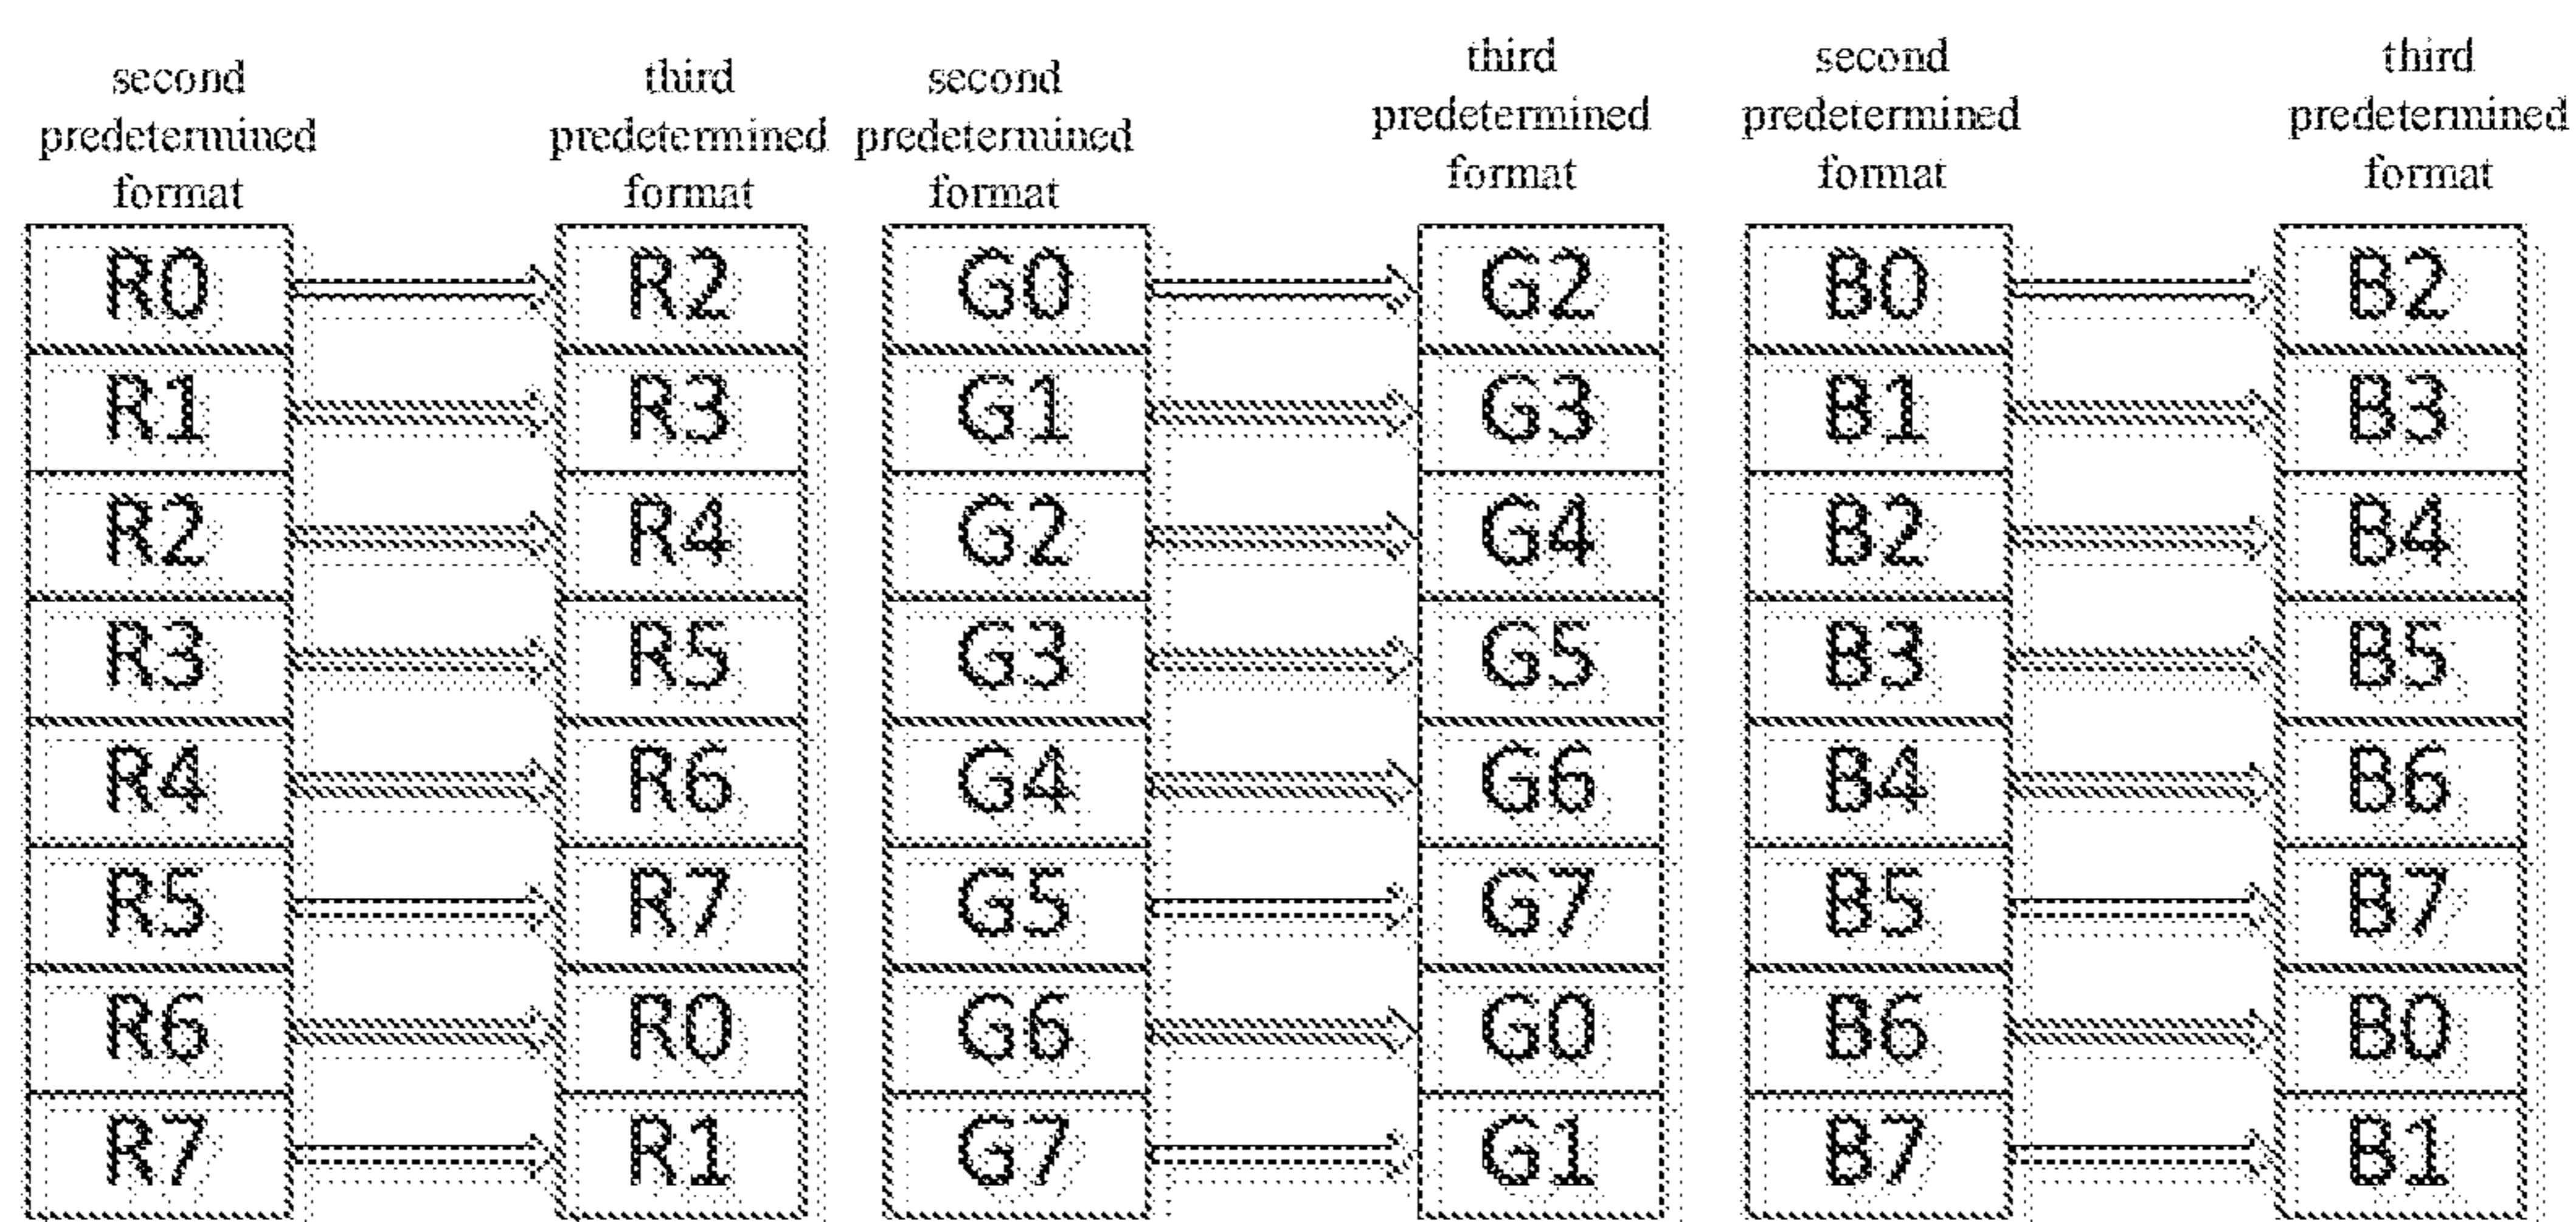 second
predetermined
format
third
predetermined
format
second
predetermined
format
third
predetermined
format
second
predetermined
format
third
predetermined
format
R0 R2 G0 G2 B0 B2
R1 R3 G1 G3 B1 B3
R2 R4 G2 G4 B2 B4
R3 R5 G3 G5 B3 B5
R4 R6 G4 G6 B4 B6
R5 R7 G5 G7 B5 B7
R6 R0 G6 G0 B6 B0
R7 R1 G7 G1 B7 B1